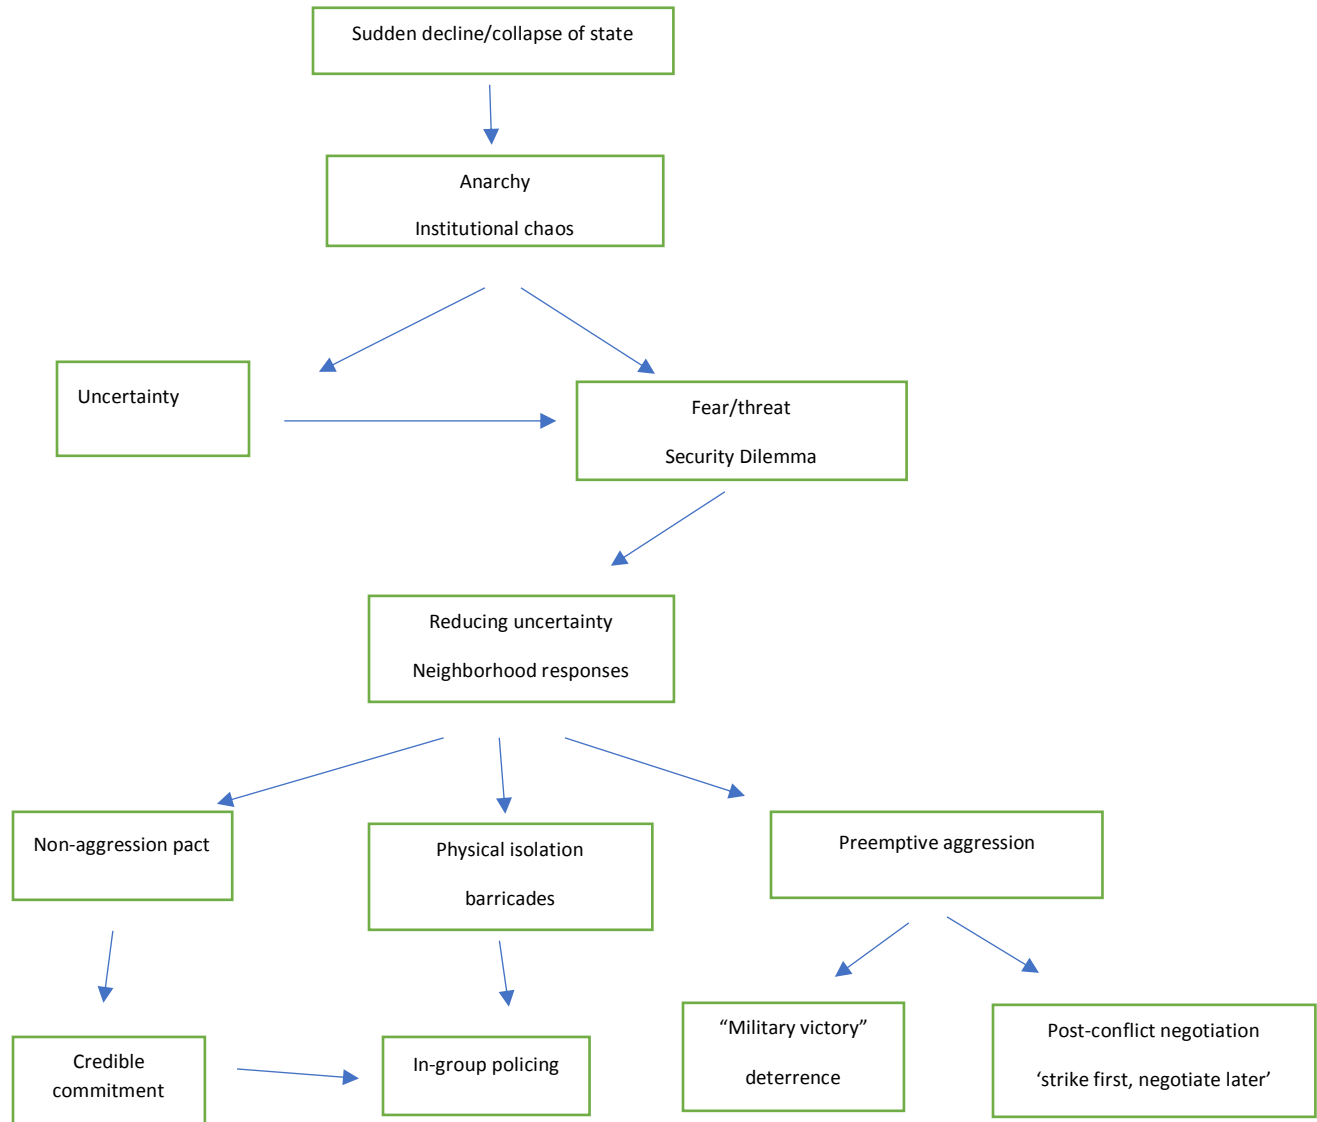 Sudden decline/collapse of state
Anarchy
Institutional chaos
Uncertainty
Fear/threat
Security Dilemma
Reducing uncertainty
Neighborhood responses
Non-aggression pact
Physical isolation
barricades
Preemptive aggression
Credible
commitment
In-group policing
“Military victory”
deterrence
Post-conflict negotiation
‘strike first, negotiate later’